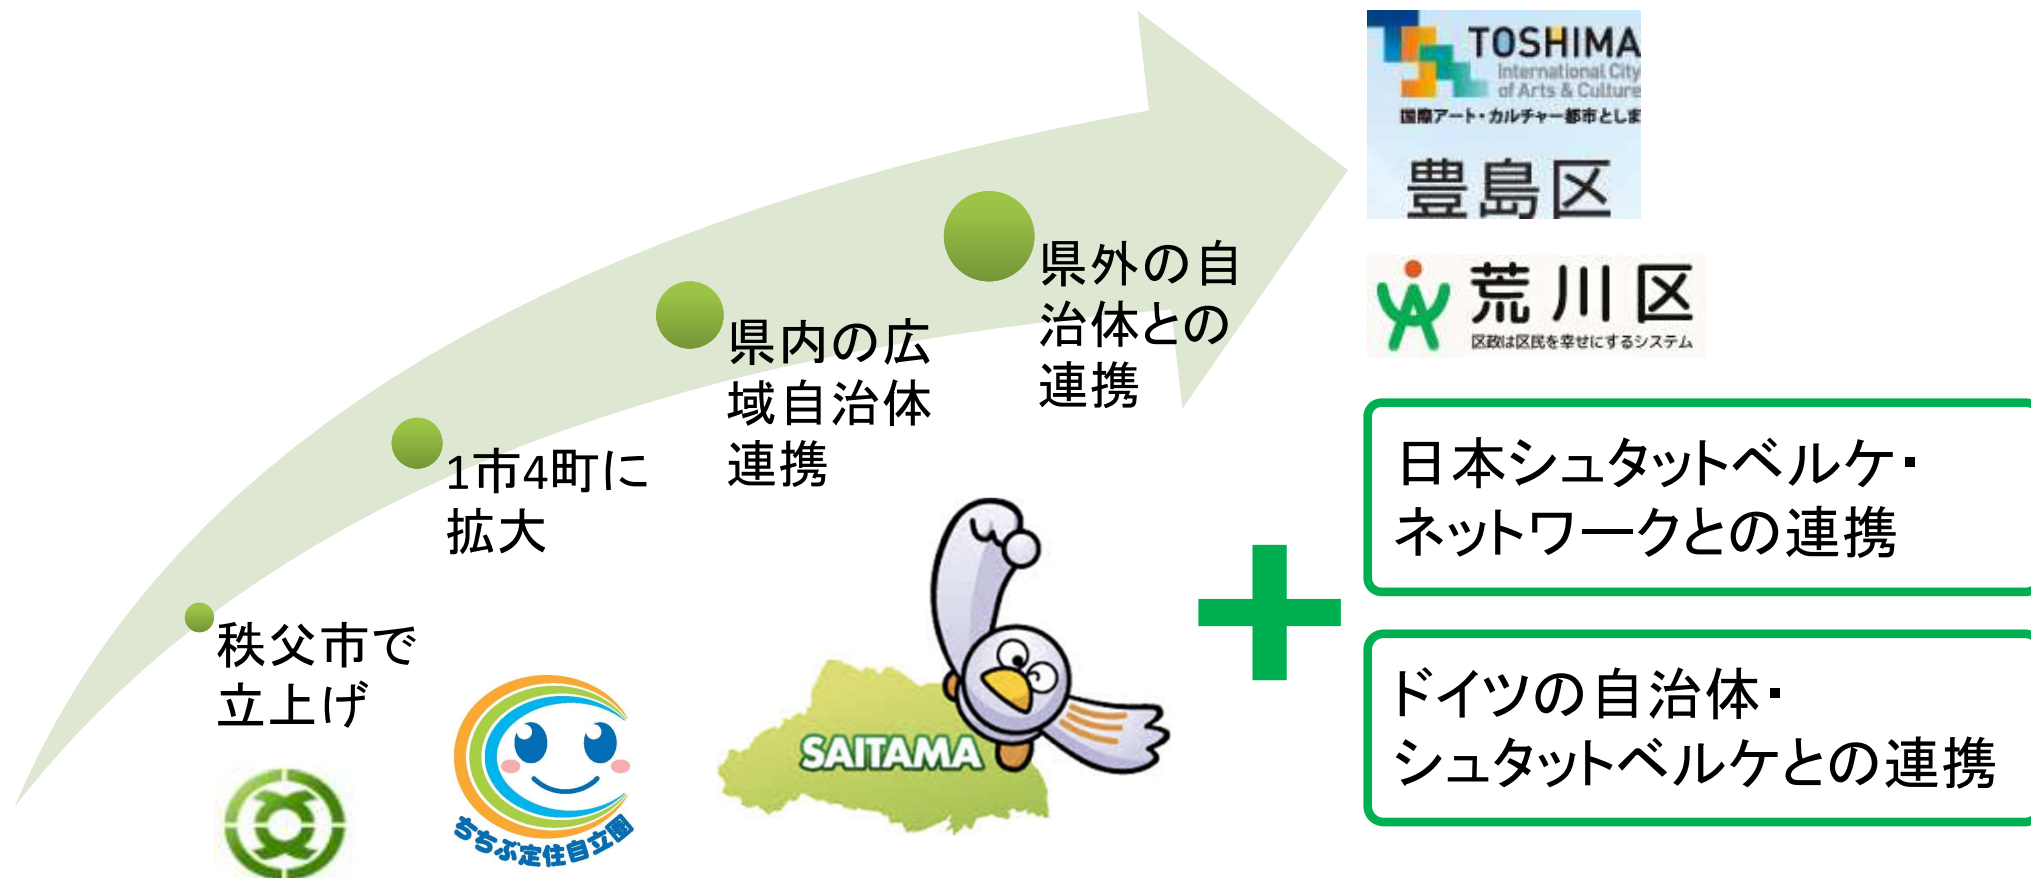 TOSHIMA
International City
of Arts & Culture
国際アート・カルチャー都市としま
豊島区
荒川区
区政は区民を幸せにするシステム
県外の自
治体との
連携
県内の広
域自治体
連携
1市4町に
拡大
秩父市で
立上げ
ちちぶ定住自立圏
SAITAMA
日本シュタットベルケ・
ネットワークとの連携
ドイツの自治体・
シュタットベルケとの連携